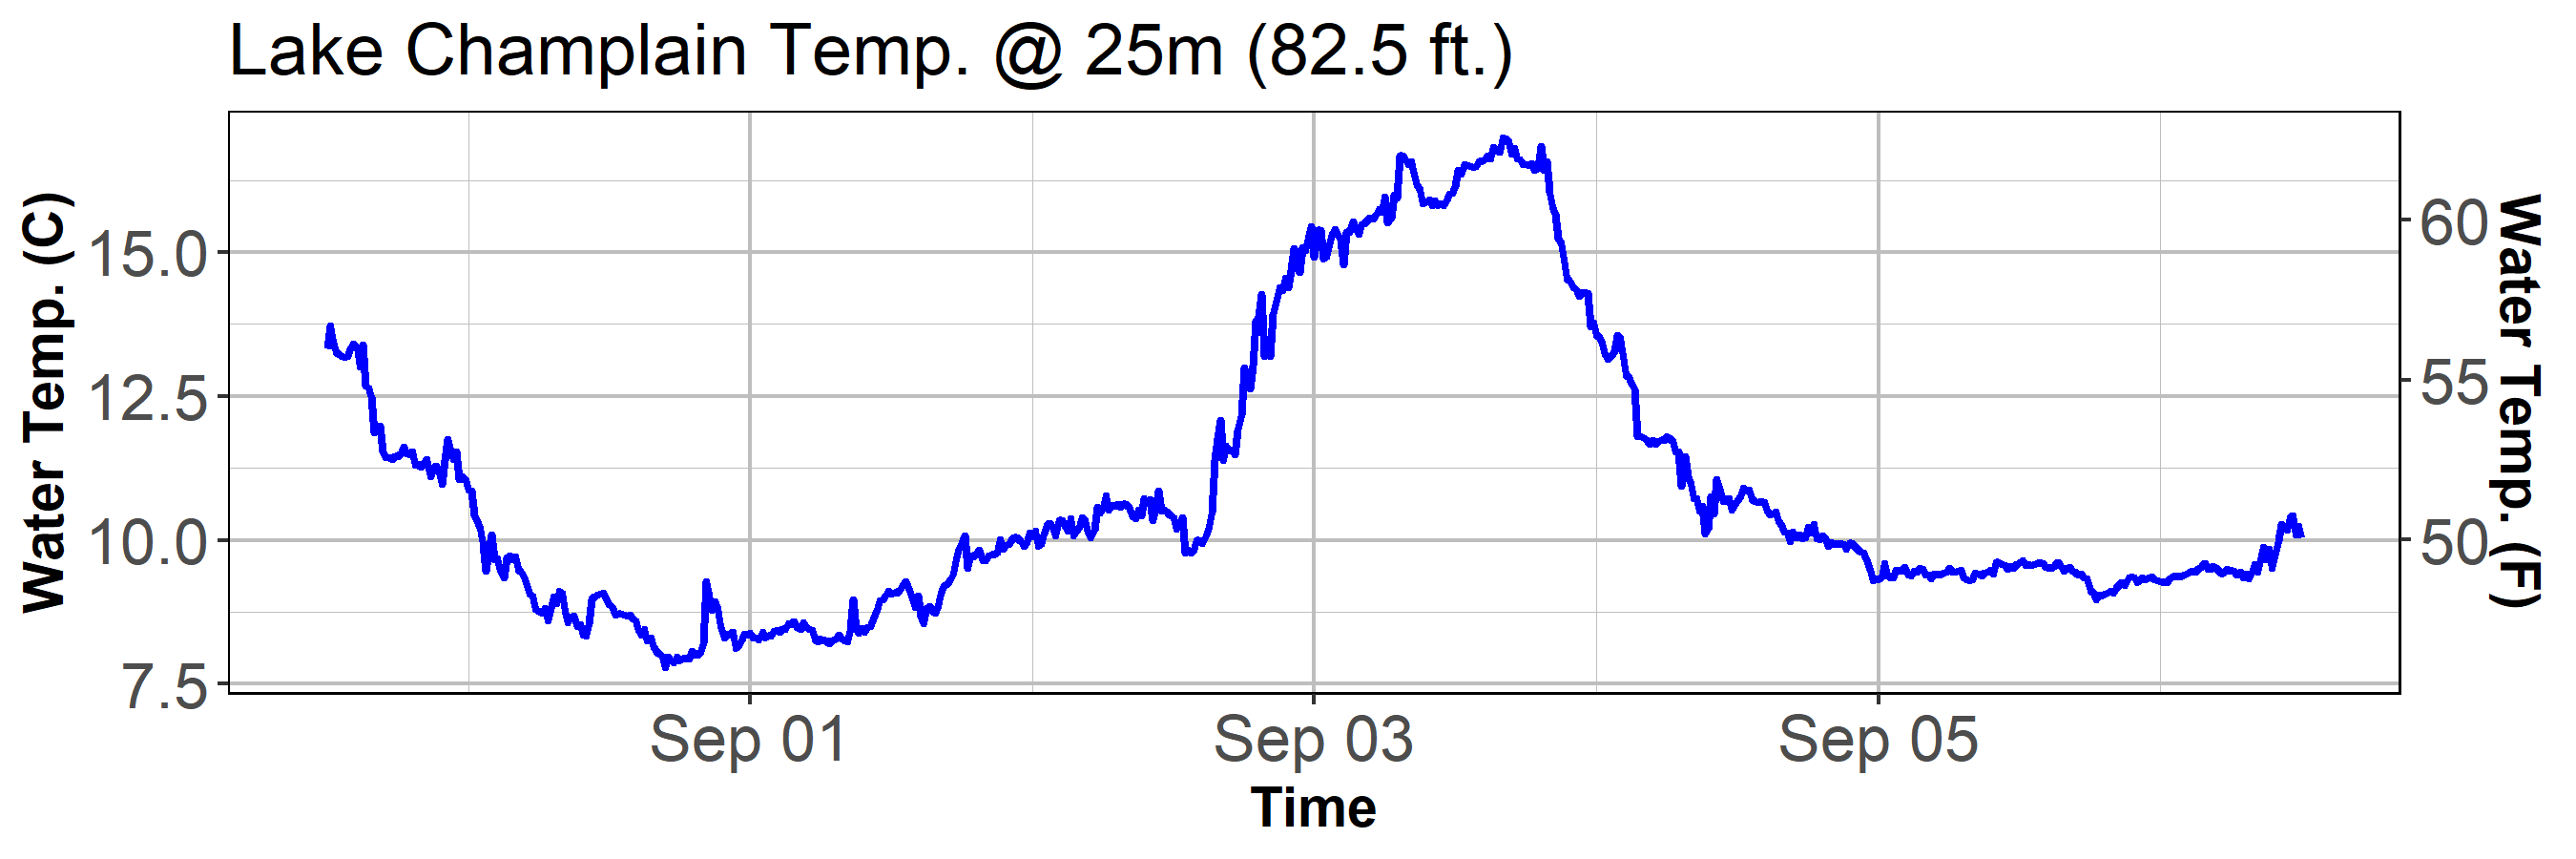 Lake Champlain Temp. @ 25m (82.5 ft.)
Water Temp. (C)
15.0
12.5
10.0
7.5
60
55
50
Water Temp. (F)
Sep 01
Sep 03
Sep 05
Time